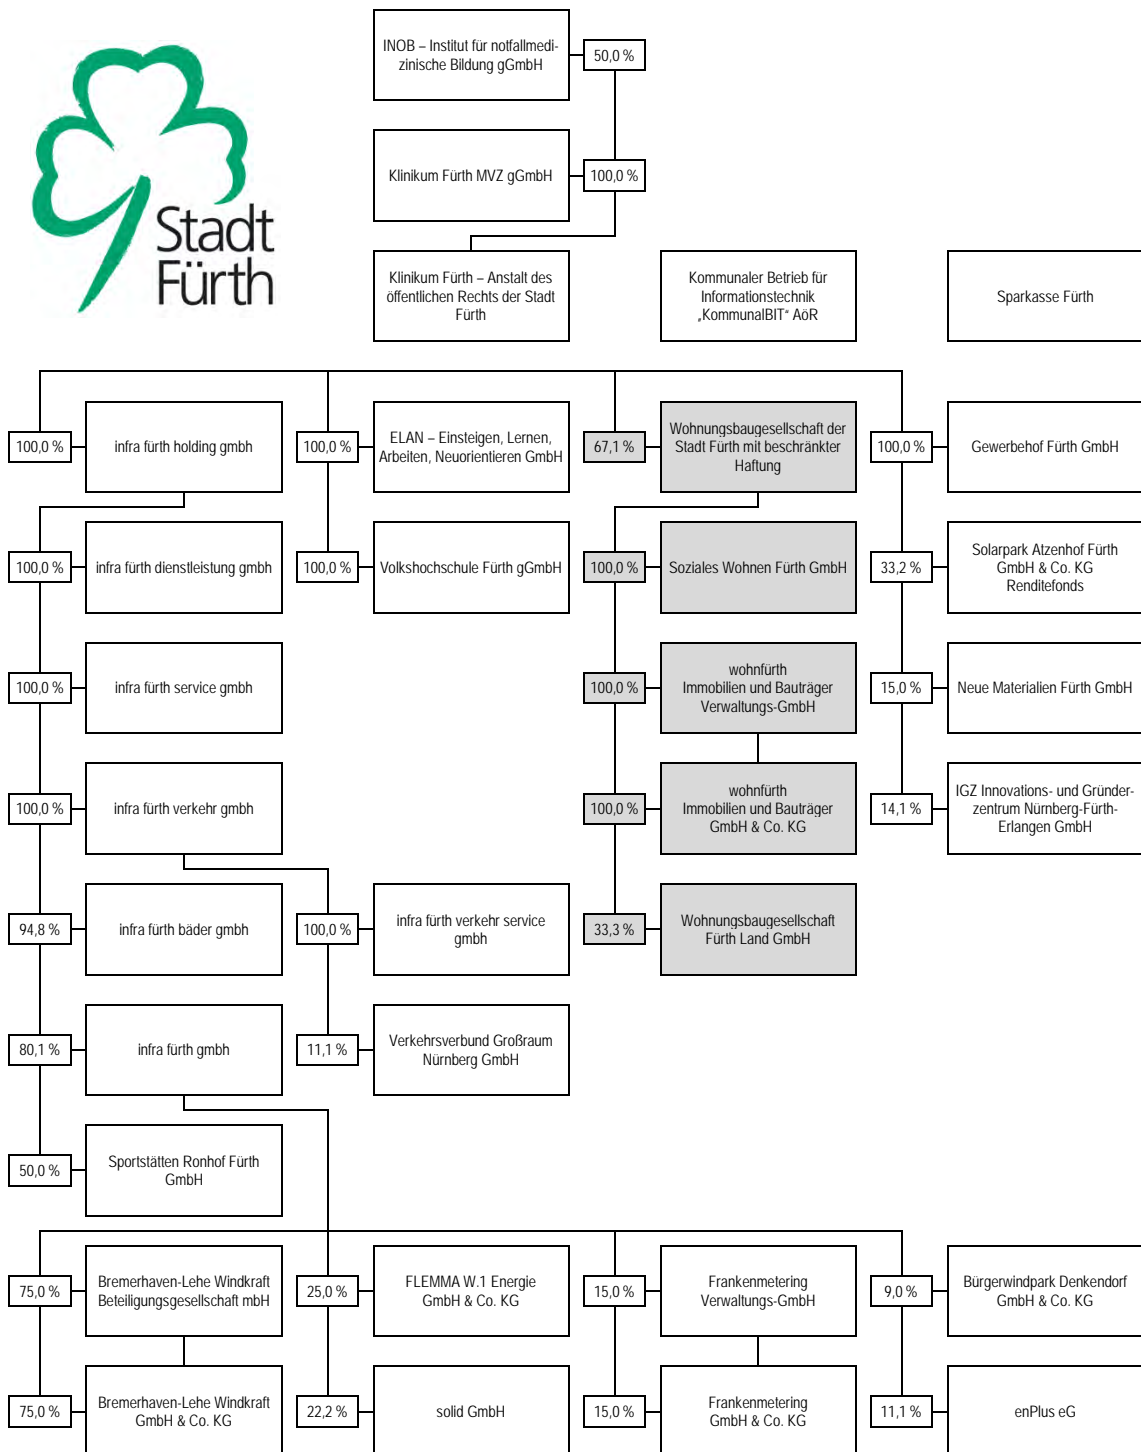 Stadt
Fürth
INOB – Institut für notfallmedi-
zinische Bildung gGmbH
50,0 %
Klinikum Fürth MVZ gGmbH
100,0 %
Klinikum Fürth – Anstalt des
öffentlichen Rechts der Stadt
Fürth
Kommunaler Betrieb für
Informationstechnik
„KommunalBIT“ AöR
Sparkasse Fürth
100,0 %
infra fürth holding gmbh
100,0 %
ELAN – Einsteigen, Lernen,
Arbeiten, Neuorientieren GmbH
67,1 %
Wohnungsbaugesellschaft der
Stadt Fürth mit beschränkter
Haftung
100,0 %
Gewerbehof Fürth GmbH
100,0 %
infra fürth dienstleistung gmbh
100,0 %
Volkshochschule Fürth gGmbH
100,0 %
Soziales Wohnen Fürth GmbH
33,2 %
Solarpark Atzenhof Fürth
GmbH & Co. KG
Renditefonds
100,0 %
infra fürth service gmbh
100,0 %
wohnfürth
Immobilien und Bauträger
Verwaltungs-GmbH
15,0 %
Neue Materialien Fürth GmbH
100,0 %
infra fürth verkehr gmbh
100,0 %
wohnfürth
Immobilien und Bauträger
GmbH & Co. KG
14,1 %
IGZ Innovations- und Gründer-
zentrum Nürnberg-Fürth-
Erlangen GmbH
94,8 %
infra fürth bäder gmbh
100,0 %
infra fürth verkehr service
gmbh
33,3 %
Wohnungsbaugesellschaft
Fürth Land GmbH
80,1 %
infra fürth gmbh
11,1 %
Verkehrsverbund Großraum
Nürnberg GmbH
50,0 %
Sportstätten Ronhof Fürth
GmbH
75,0 %
Bremerhaven-Lehe Windkraft
Beteiligungsgesellschaft mbH
25,0 %
FLEMMA W.1 Energie
GmbH & Co. KG
15,0 %
Frankenmetering
Verwaltungs-GmbH
9,0 %
Bürgerwindpark Denkendorf
GmbH & Co. KG
75,0 %
Bremerhaven-Lehe Windkraft
GmbH & Co. KG
22,2 %
solid GmbH
15,0 %
Frankenmetering
GmbH & Co. KG
11,1 %
enPlus eG